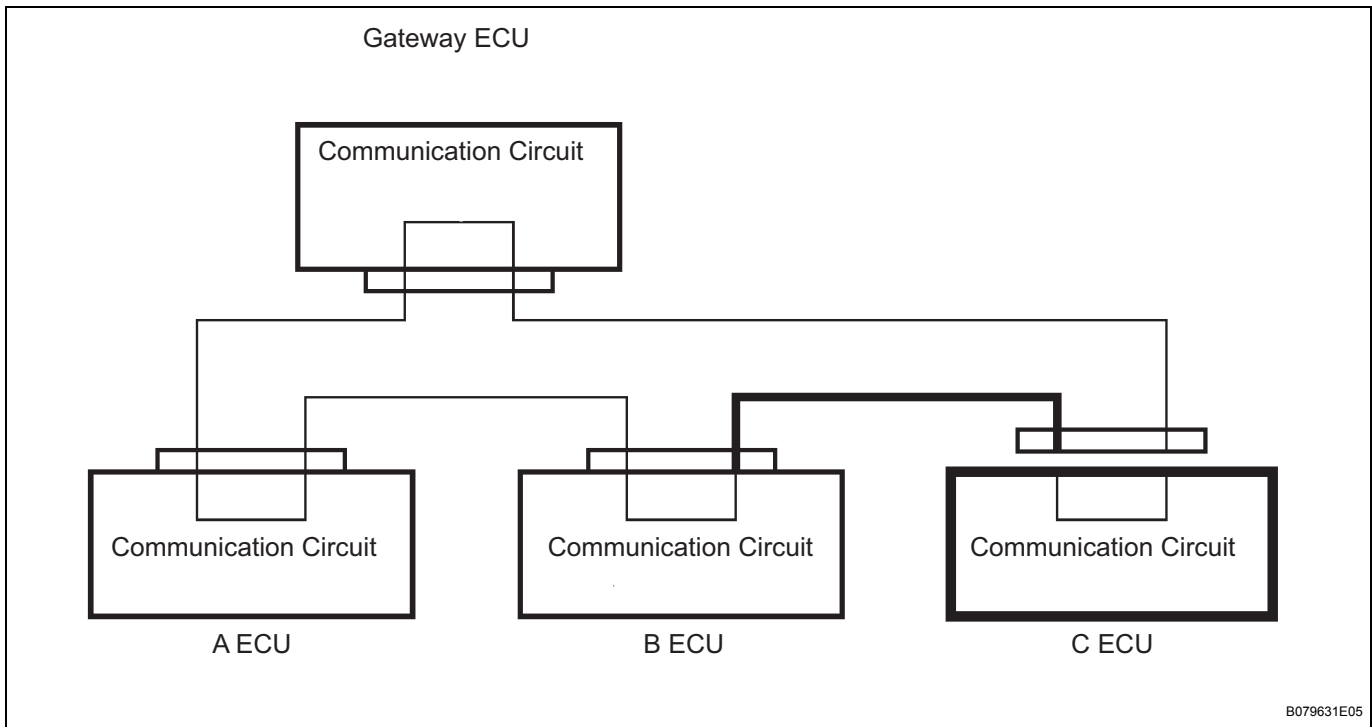 Gateway ECU
Communication Circuit
Communication Circuit
Communication Circuit
Communication Circuit
A ECU
B ECU
C ECU
B079631E05